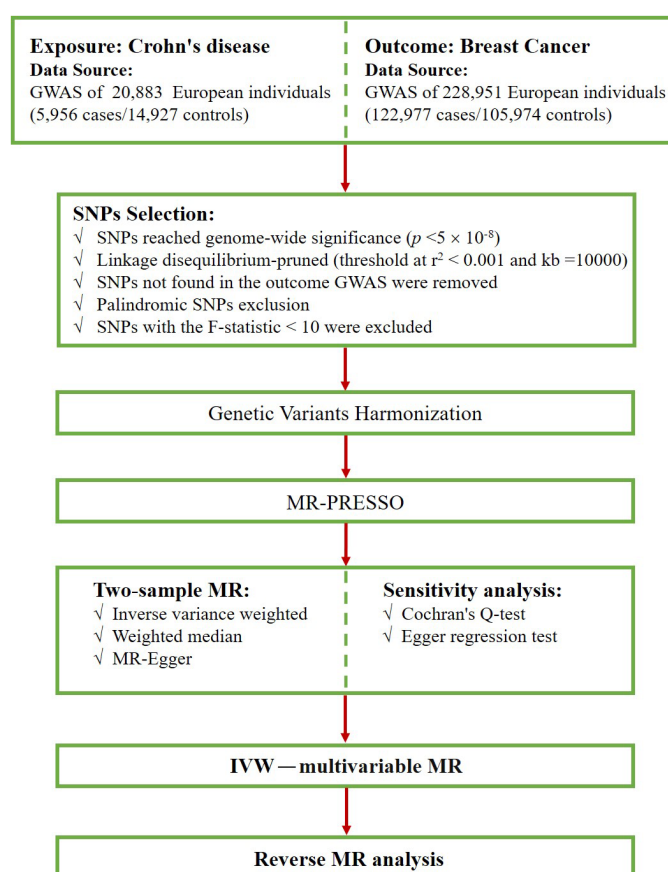 Exposure: Crohn's disease
Data Source:
GWAS of 20,883 European individuals
(5,956 cases/14,927 controls)
Outcome: Breast Cancer
Data Source:
GWAS of 228,951 European individuals
(122,977 cases/105,974 controls)
SNPs Selection:
√ SNPs reached genome-wide significance (p <5 × 10⁻⁸)
√ Linkage disequilibrium-pruned (threshold at r² < 0.001 and kb =10000)
√ SNPs not found in the outcome GWAS were removed
√ Palindromic SNPs exclusion
√ SNPs with the F-statistic < 10 were excluded
Genetic Variants Harmonization
MR-PRESSO
Two-sample MR:
√ Inverse variance weighted
√ Weighted median
√ MR-Egger
Sensitivity analysis:
√ Cochran's Q-test
√ Egger regression test
IVW—multivariable MR
Reverse MR analysis